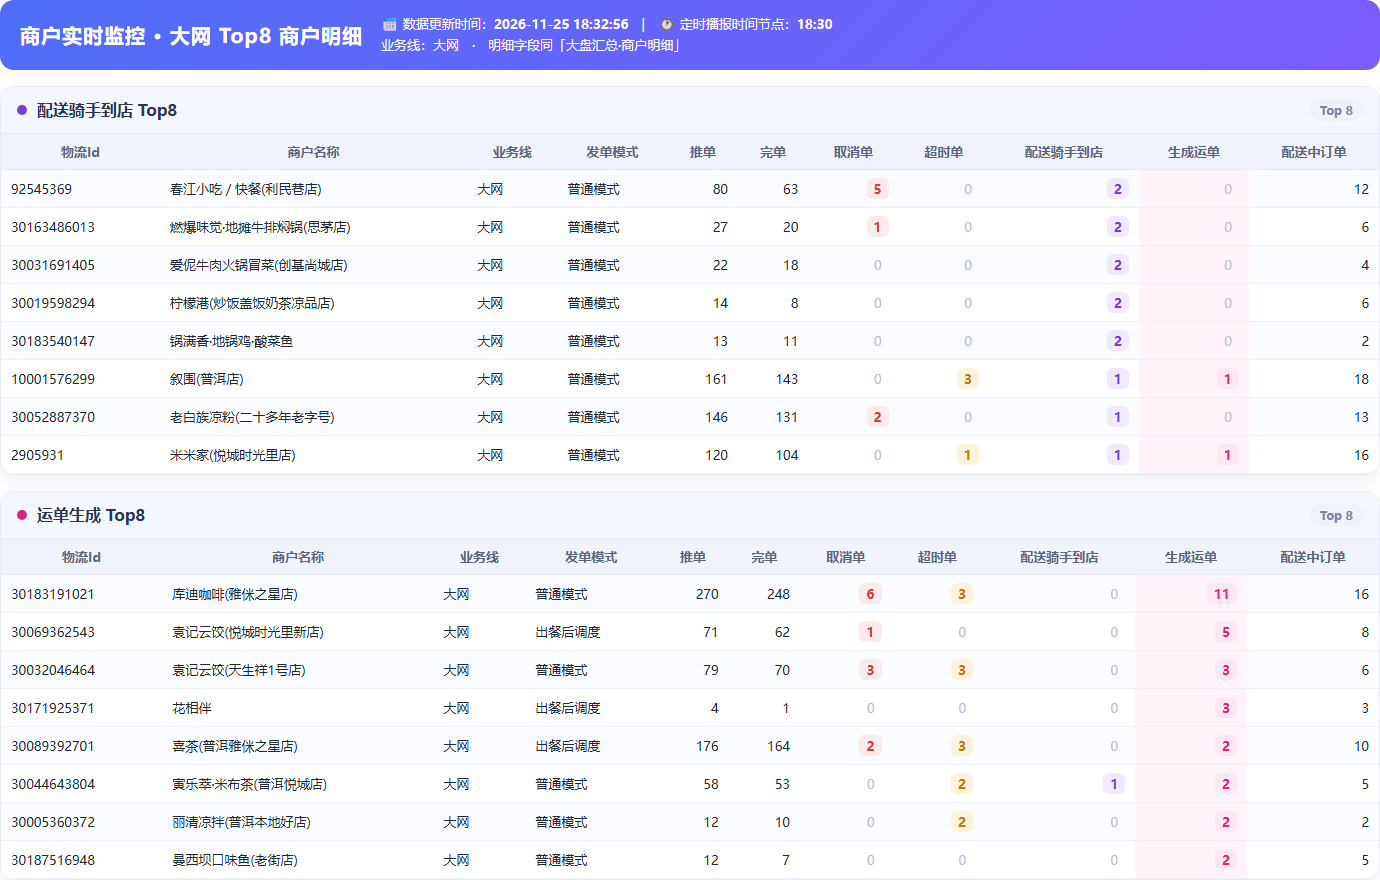 商户实时监控 · 大网 Top8 商户明细
数据更新时间：2026-11-25 18:32:56 | 定时播报时间节点：18:30
业务线：大网 · 明细字段同「大盘汇总·商户明细」
配送骑手到店 Top8 Top 8
物流Id 商户名称 业务线 发单模式 推单 完单 取消单 超时单 配送骑手到店 生成运单 配送中订单
92545369 春江小吃 / 快餐(利民巷店) 大网 普通模式 80 63 5 0 2 0 12
30163486013 燃爆味觉·地摊牛排焖锅(思茅店) 大网 普通模式 27 20 1 0 2 0 6
30031691405 爱伲牛肉火锅冒菜(创基尚城店) 大网 普通模式 22 18 0 0 2 0 4
30019598294 柠檬港(炒饭盖饭奶茶凉品店) 大网 普通模式 14 8 0 0 2 0 6
30183540147 锅满香·地锅鸡·酸菜鱼 大网 普通模式 13 11 0 0 2 0 2
10001576299 叙围(普洱店) 大网 普通模式 161 143 0 3 1 1 18
30052887370 老白族凉粉(二十多年老字号) 大网 普通模式 146 131 2 0 1 0 13
2905931 米米家(悦城时光里店) 大网 普通模式 120 104 0 1 1 1 16
运单生成 Top8 Top 8
物流Id 商户名称 业务线 发单模式 推单 完单 取消单 超时单 配送骑手到店 生成运单 配送中订单
30183191021 库迪咖啡(雅侎之星店) 大网 普通模式 270 248 6 3 0 11 16
30069362543 袁记云饺(悦城时光里新店) 大网 出餐后调度 71 62 1 0 0 5 8
30032046464 袁记云饺(天生祥1号店) 大网 普通模式 79 70 3 3 0 3 6
30171925371 花相伴 大网 出餐后调度 4 1 0 0 0 3 3
30089392701 喜茶(普洱雅侎之星店) 大网 出餐后调度 176 164 2 3 0 2 10
30044643804 寅乐萃·米布茶(普洱悦城店) 大网 普通模式 58 53 0 2 1 2 5
30005360372 丽清凉拌(普洱本地好店) 大网 普通模式 12 10 0 2 0 2 2
30187516948 曼西坝口味鱼(老街店) 大网 普通模式 12 7 0 0 0 2 5